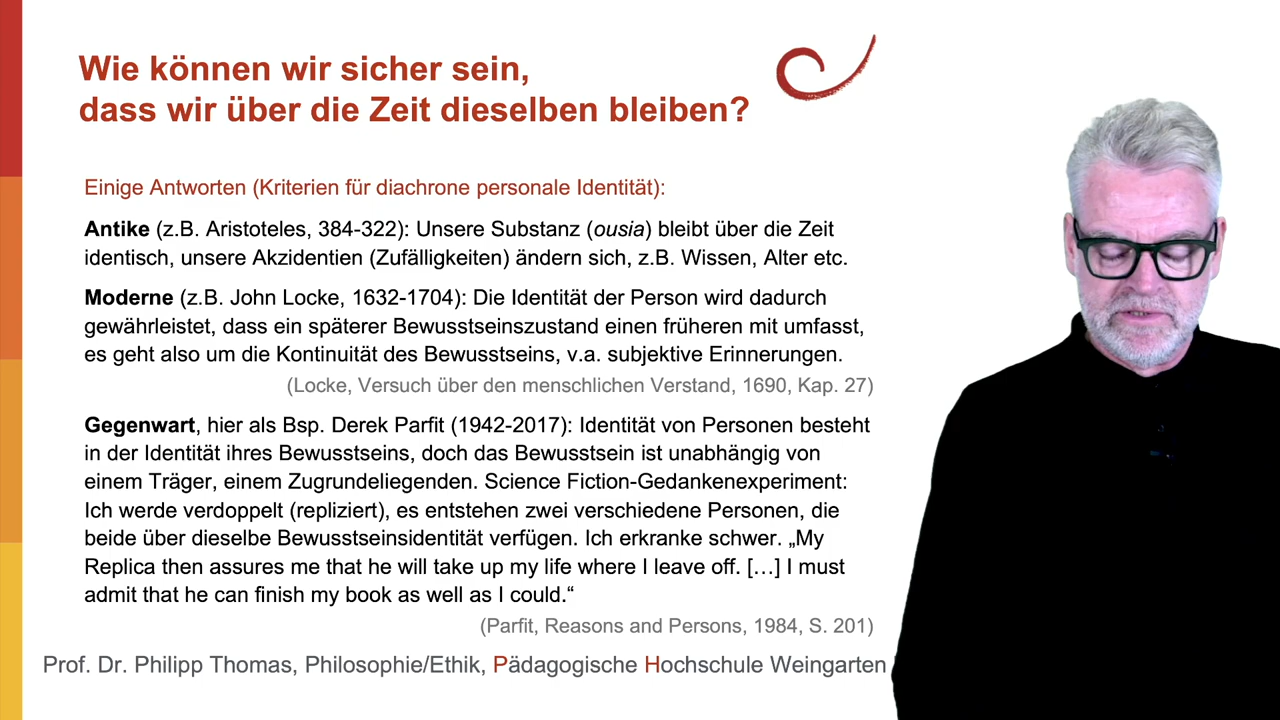 Wie können wir sicher sein,
dass wir über die Zeit dieselben bleiben?
Einige Antworten (Kriterien für diachrone personale Identität):
Antike (z.B. Aristoteles, 384-322): Unsere Substanz (ousia) bleibt über die Zeit
identisch, unsere Akzidentien (Zufälligkeiten) ändern sich, z.B. Wissen, Alter etc.
Moderne (z.B. John Locke, 1632-1704): Die Identität der Person wird dadurch
gewährleistet, dass ein späterer Bewusstseinszustand einen früheren mit umfasst,
es geht also um die Kontinuität des Bewusstseins, v.a. subjektive Erinnerungen.
(Locke, Versuch über den menschlichen Verstand, 1690, Kap. 27)
Gegenwart, hier als Bsp. Derek Parfit (1942-2017): Identität von Personen besteht
in der Identität ihres Bewusstseins, doch das Bewusstsein ist unabhängig von
einem Träger, einem Zugrundeliegenden. Science Fiction-Gedankenexperiment:
Ich werde verdoppelt (repliziert), es entstehen zwei verschiedene Personen, die
beide über dieselbe Bewusstseinsidentität verfügen. Ich erkranke schwer. „My
Replica then assures me that he will take up my life where I leave off. […] I must
admit that he can finish my book as well as I could.“
(Parfit, Reasons and Persons, 1984, S. 201)
Prof. Dr. Philipp Thomas, Philosophie/Ethik, Pädagogische Hochschule Weingarten